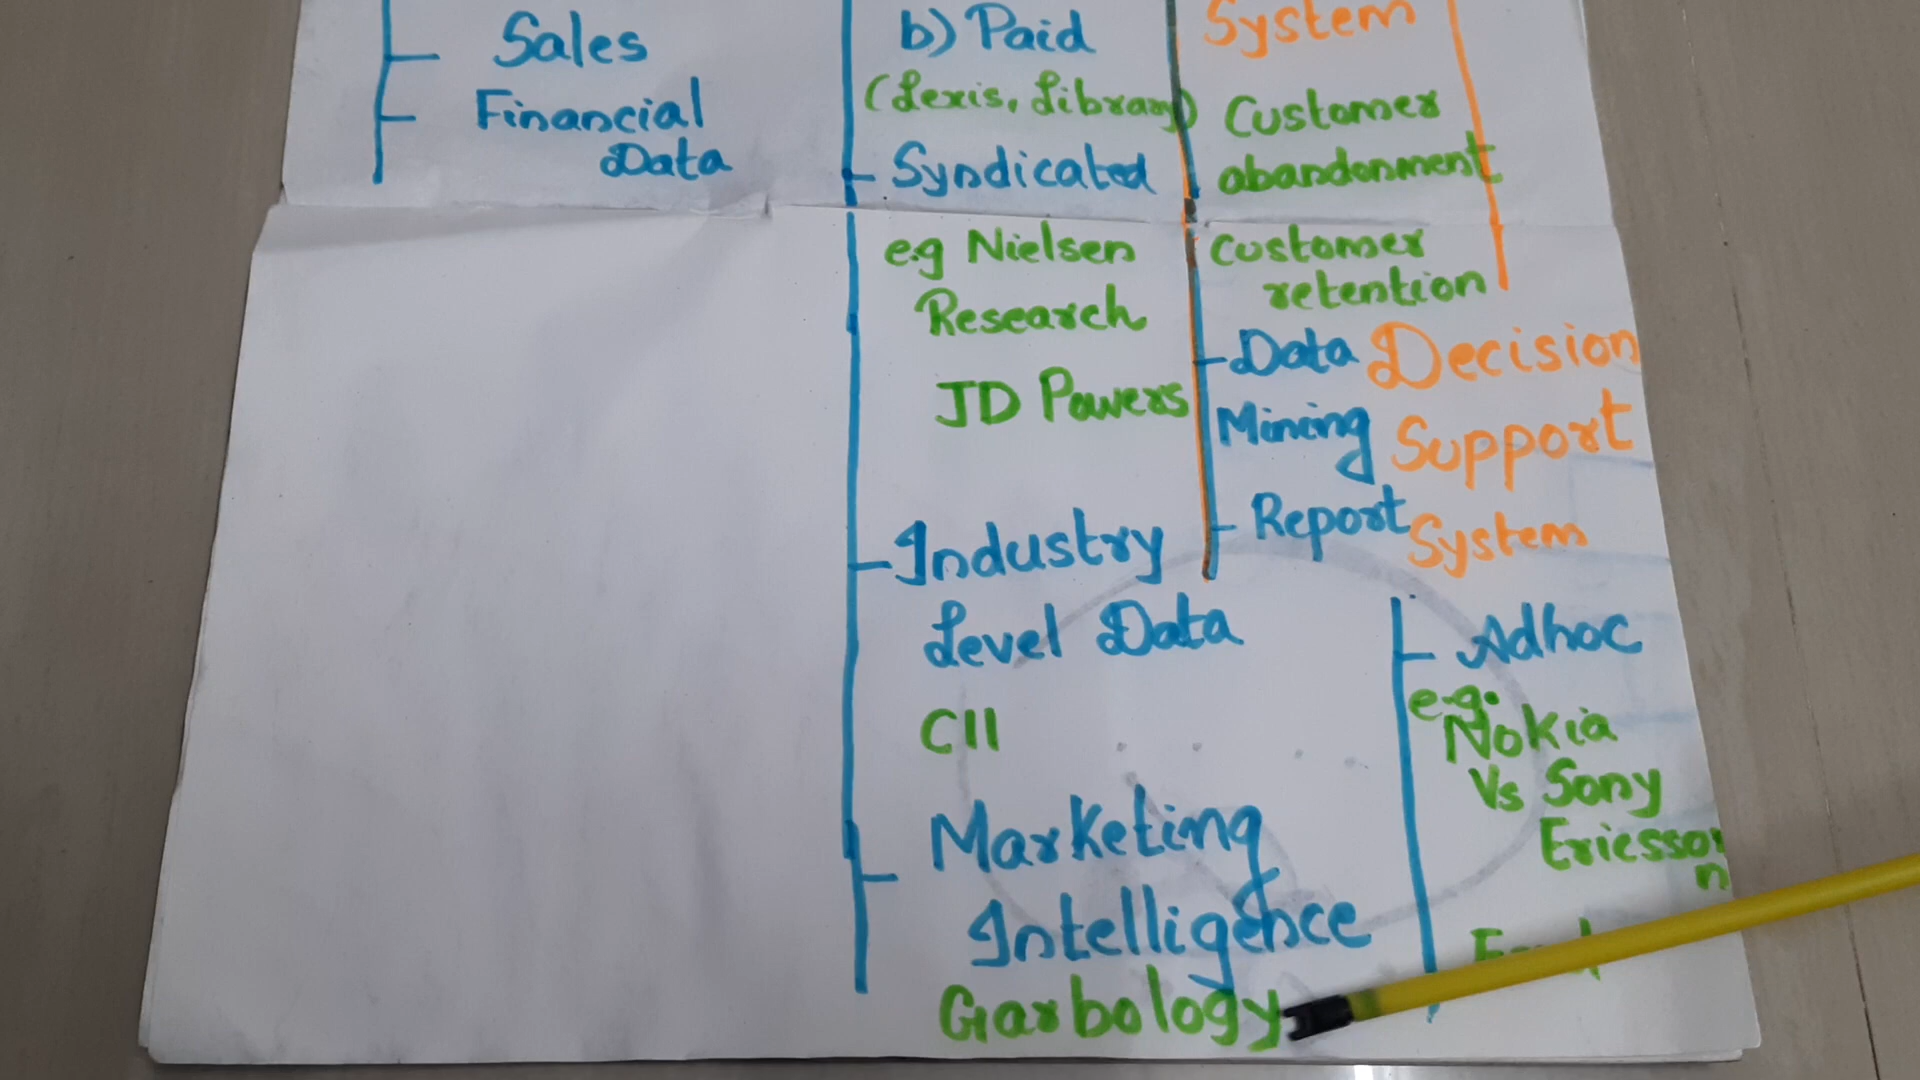 Sales
Financial
Data
b) Paid
(Lexis, Library)
Syndicated
e.g Nielsen
Research
JD Powers
Industry
Level Data
CII
Marketing
Intelligence
Garbology
System
Customer
abandonment
customer
retention
Data
Mining
Report
Decision
Support
System
Adhoc
e.g.
Nokia
Vs Sony
Ericsson
n